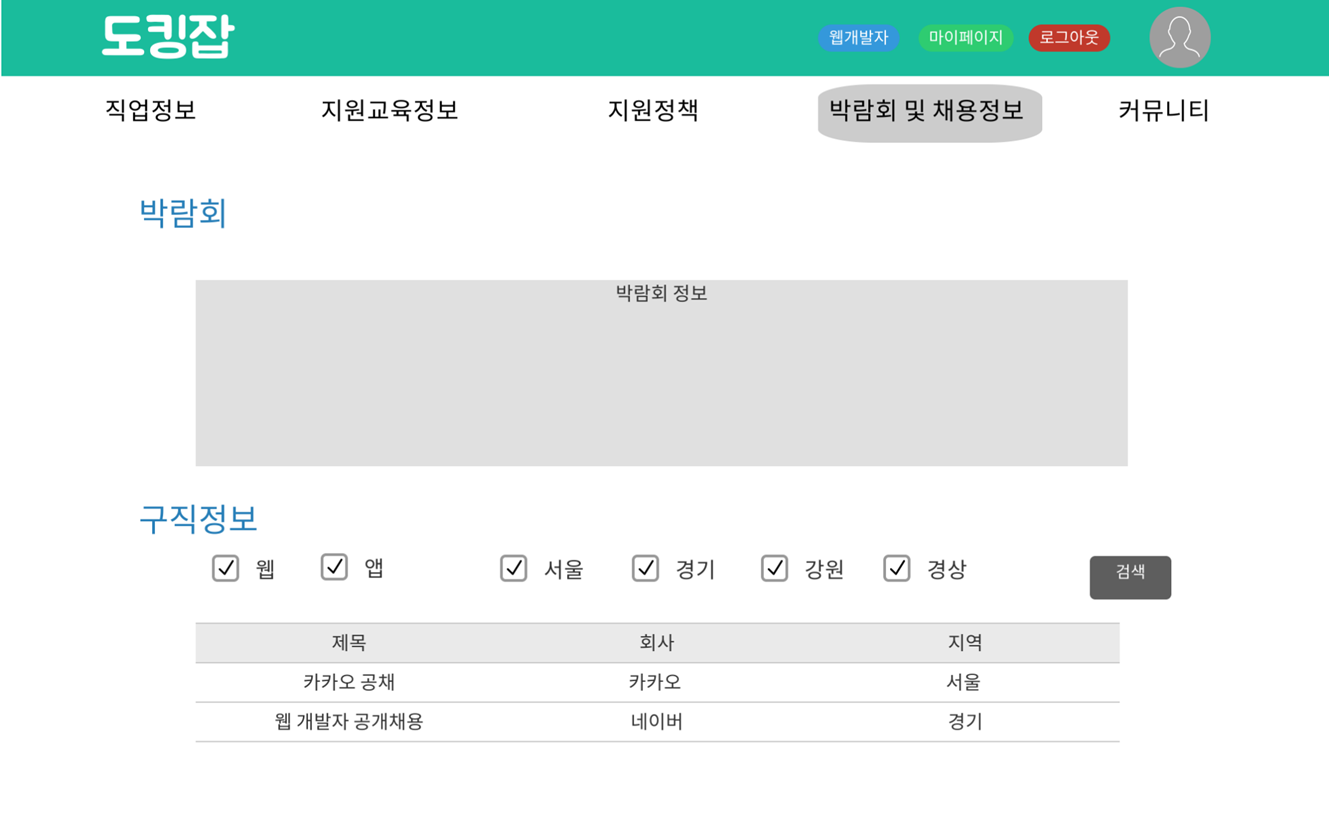 도킹잡
웹개발자 마이페이지 로그아웃
직업정보 지원교육정보 지원정책 박람회 및 채용정보 커뮤니티
박람회
박람회 정보
구직정보
웹 앱 서울 경기 강원 경상 검색
제목 회사 지역
카카오 공채 카카오 서울
웹 개발자 공개채용 네이버 경기